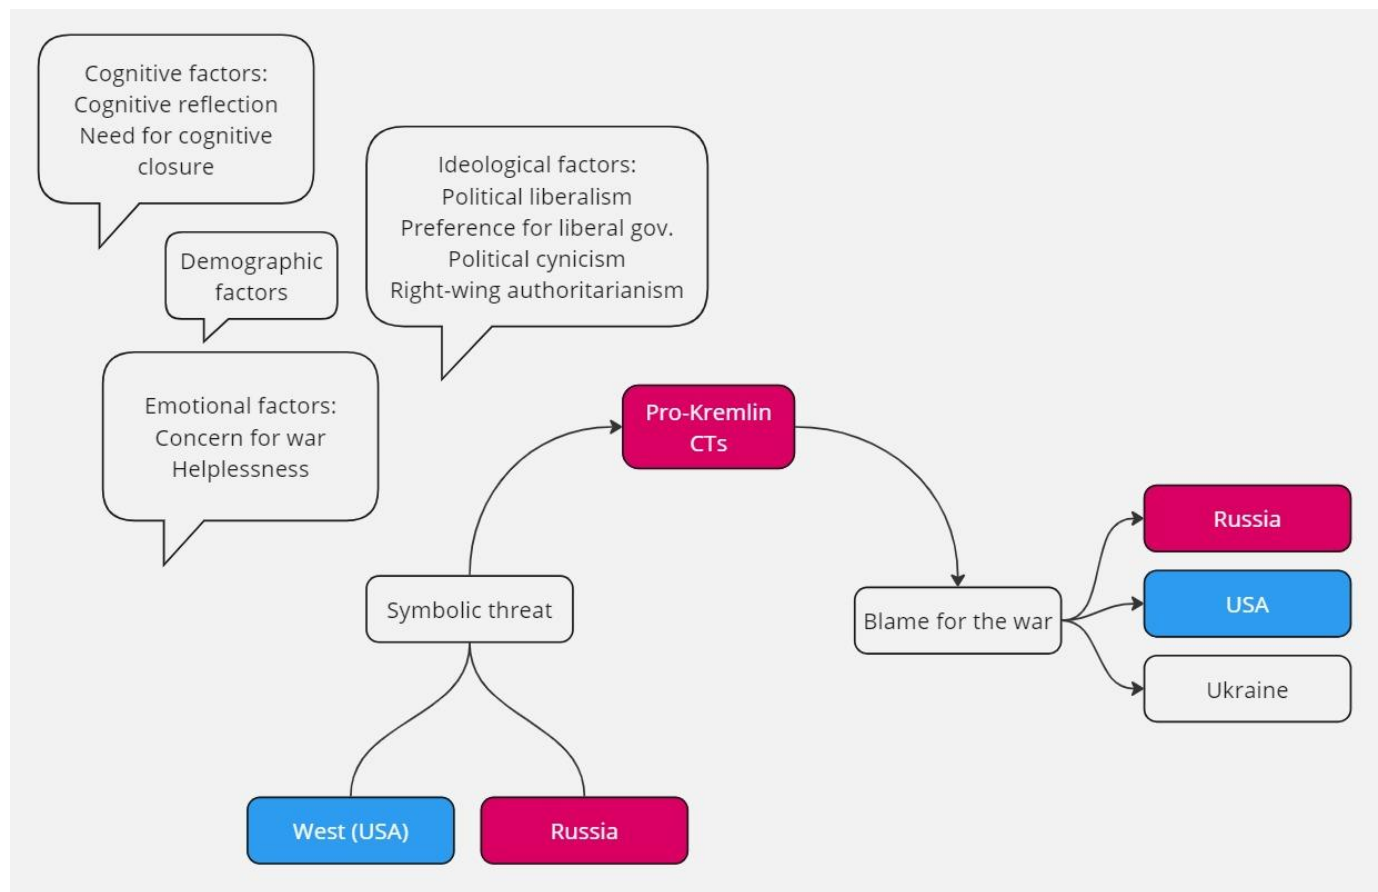 Cognitive factors:
Cognitive reflection
Need for cognitive
closure
Ideological factors:
Political liberalism
Preference for liberal gov.
Political cynicism
Right-wing authoritarianism
Demographic
factors
Emotional factors:
Concern for war
Helplessness
Pro-Kremlin
CTs
Symbolic threat
West (USA)
Russia
Blame for the war
Russia
USA
Ukraine